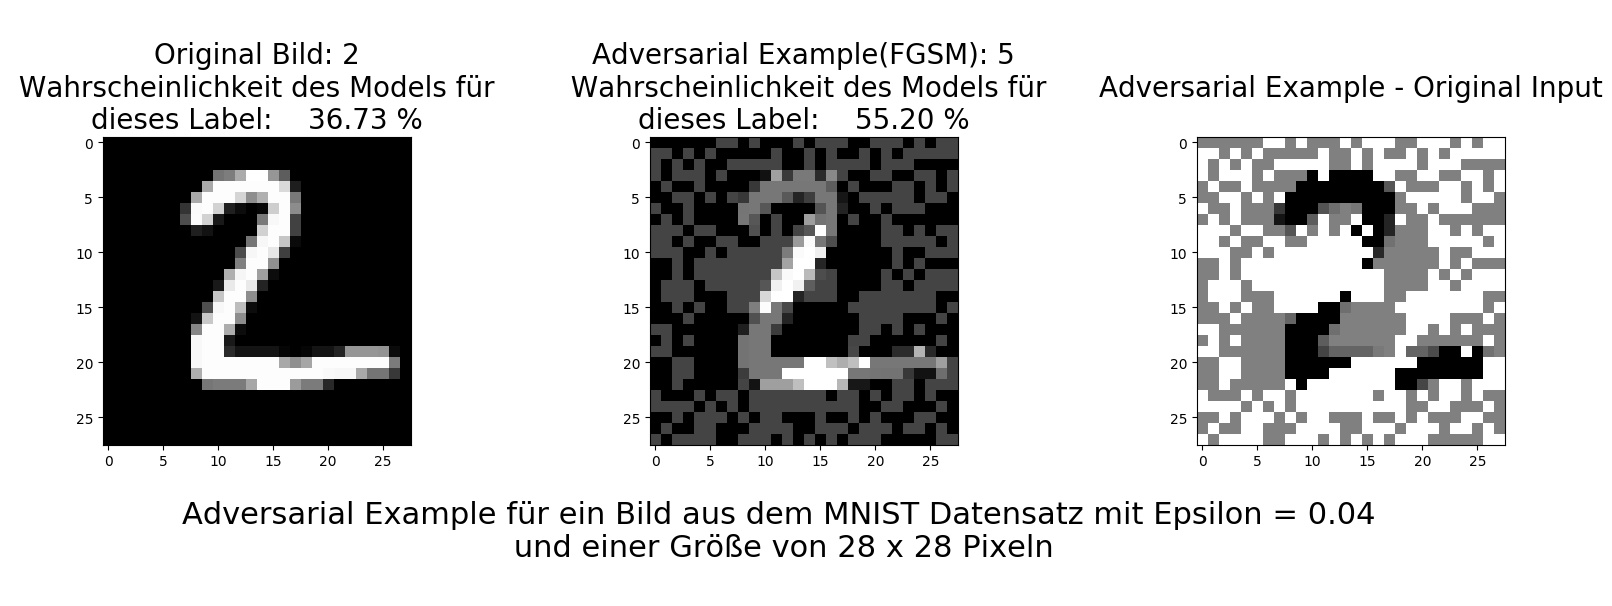 Original Bild: 2
Wahrscheinlichkeit des Models für
dieses Label: 36.73 %
Adversarial Example(FGSM): 5
Wahrscheinlichkeit des Models für
dieses Label: 55.20 %
Adversarial Example - Original Input
0
5
10
15
20
25
0 5 10 15 20 25
0
5
10
15
20
25
0 5 10 15 20 25
0
5
10
15
20
25
0 5 10 15 20 25
Adversarial Example für ein Bild aus dem MNIST Datensatz mit Epsilon = 0.04
und einer Größe von 28 x 28 Pixeln